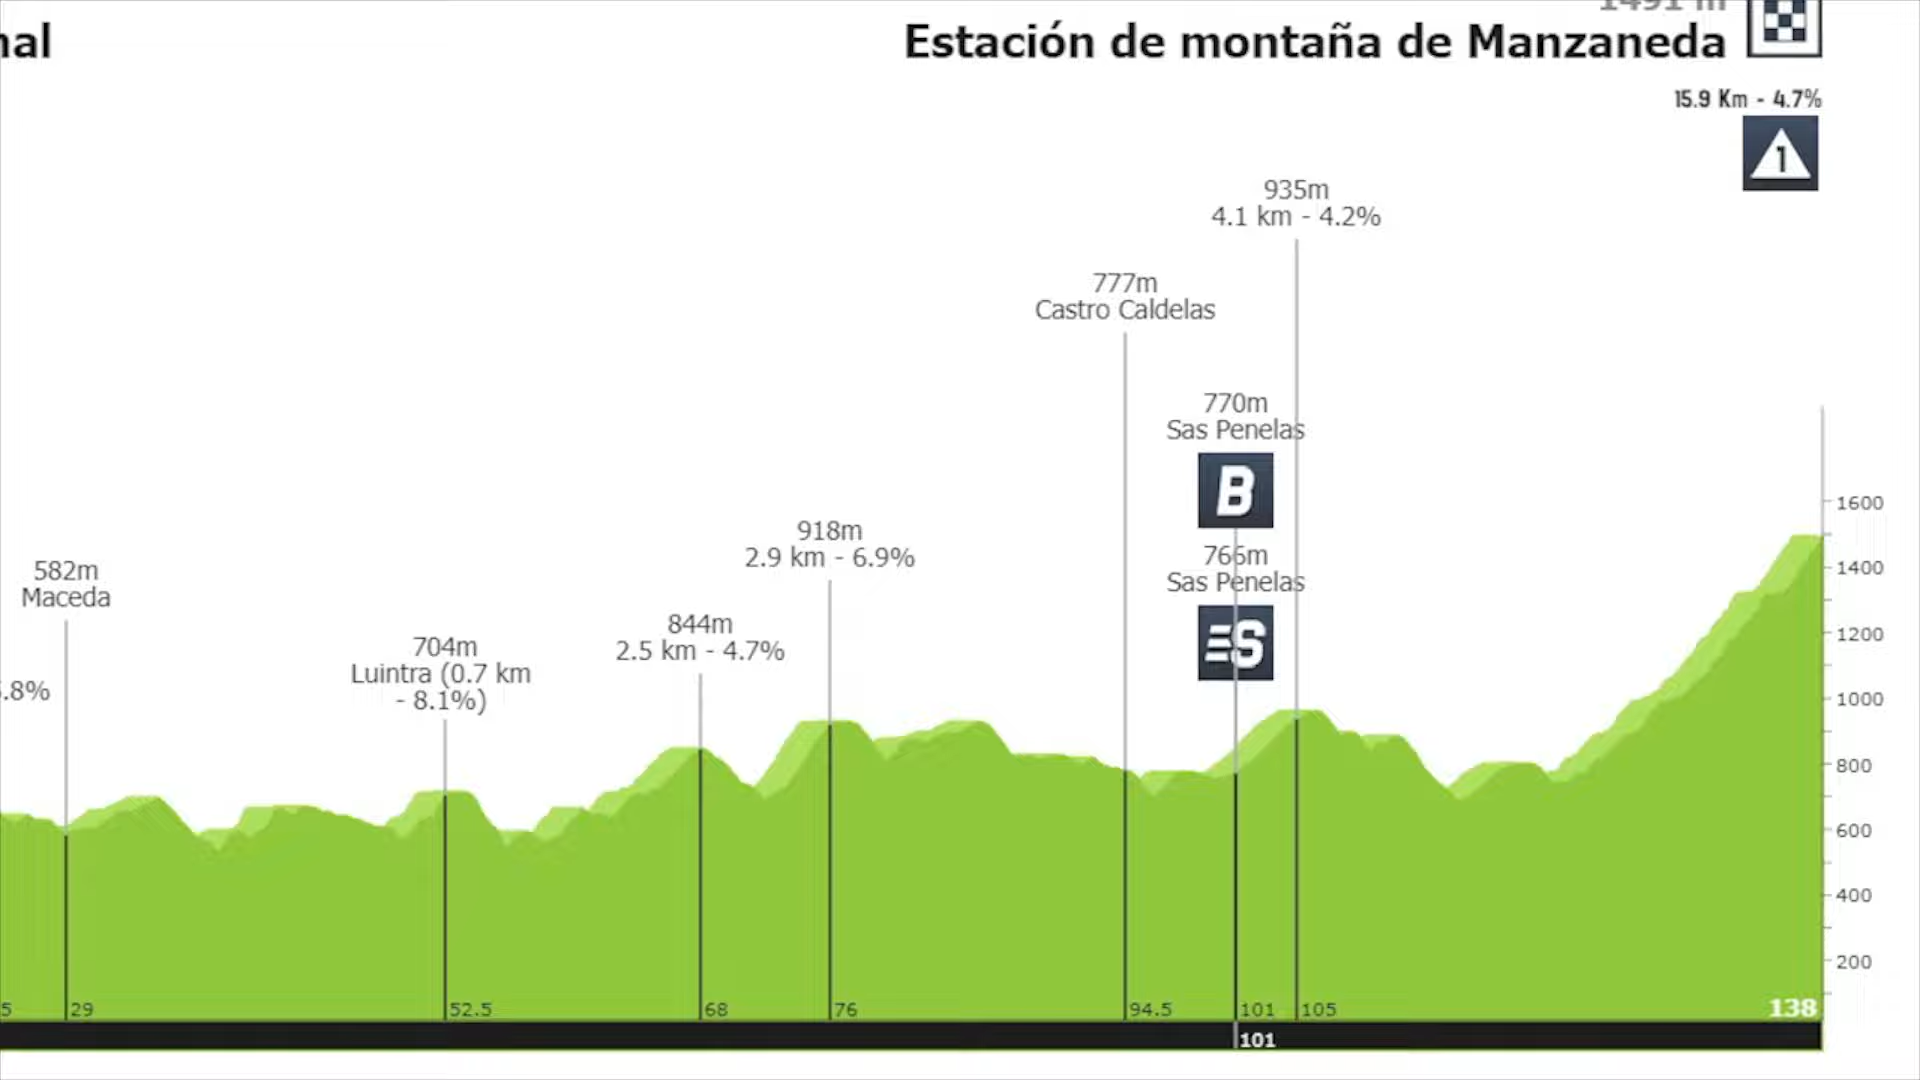 1491 m
nal
Estación de montaña de Manzaneda
15.9 Km - 4.7%
1
935m
4.1 km - 4.2%
777m
Castro Caldelas
770m
Sas Penelas
B
918m
2.9 km - 6.9%
766m
Sas Penelas
S
582m
Maceda
844m
2.5 km - 4.7%
704m
Luintra (0.7 km
- 8.1%)
.8%
1600
1400
1200
1000
800
600
400
200
5
29
52.5
68
76
94.5
101
105
138
101